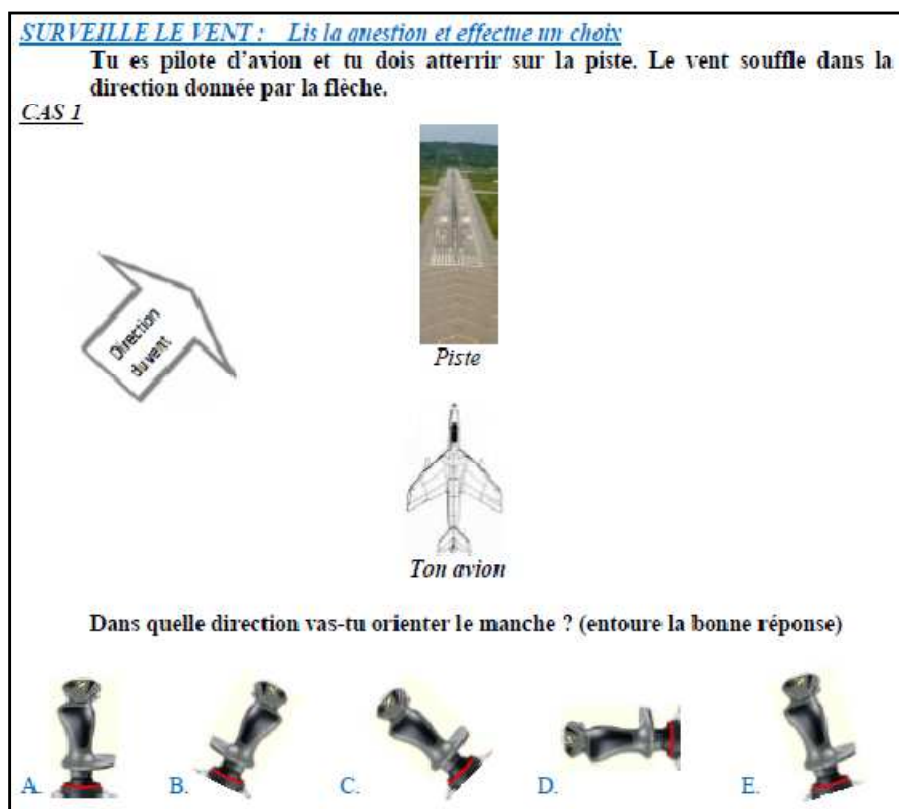 SURVEILLE LE VENT : Lis la question et effectue un choix
Tu es pilote d'avion et tu dois atterrir sur la piste. Le vent souffle dans la
direction donnée par la flèche.
CAS 1
Direction
du vent
Piste
Ton avion
Dans quelle direction vas-tu orienter le manche ? (entoure la bonne réponse)
A. B. C. D. E.